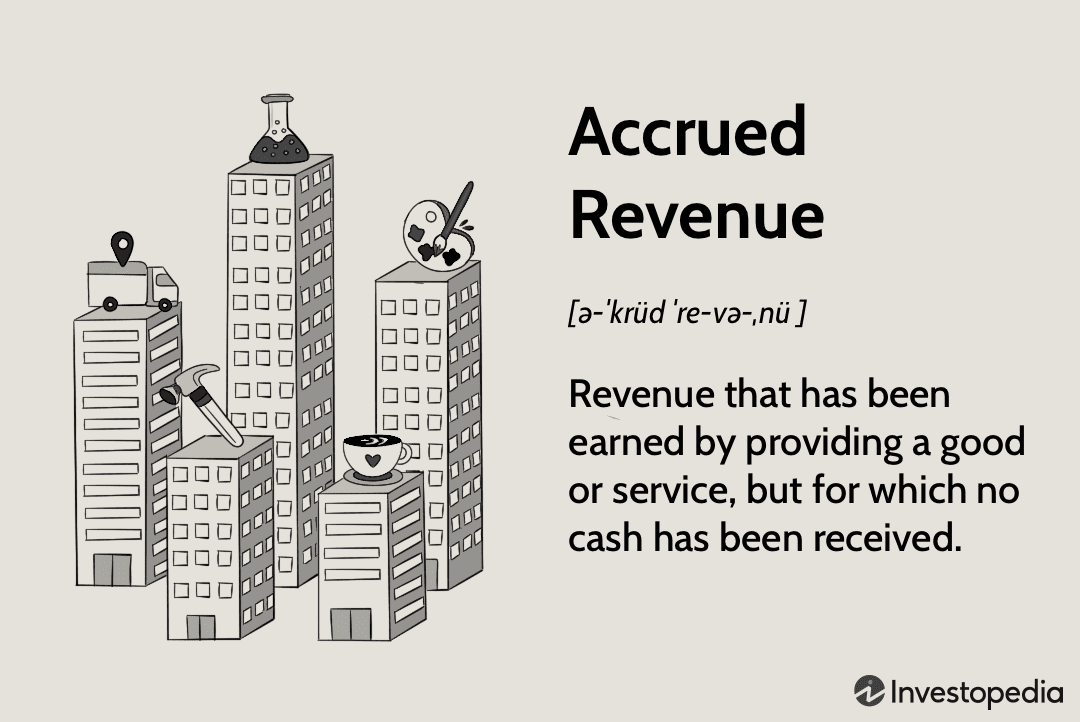 Accrued
Revenue
[ə-ˈkrüd ˈre-və-ˌnü ]
Revenue that has been
earned by providing a good
or service, but for which no
cash has been received.
Investopedia